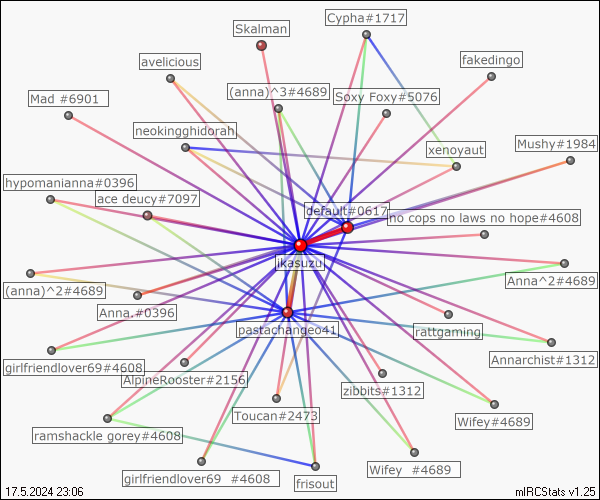 Cypha#1717
Skalman
avelicious
fakedingo
(anna)^3#4689
Soxy Foxy#5076
Mad #6901
neokingghidorah
Mushy#1984
xenoyaut
hypomanianna#0396
ace deucy#7097
default#0617
no cops no laws no hope#4608
ikasuzu
Anna^2#4689
(anna)^2#4689
Anna.#0396
pastachangeo41
rattgaming
Annarchist#1312
girlfriendlover69#4608
AlpineRooster#2156
zibbits#1312
Toucan#2473
Wifey#4689
ramshackle gorey#4608
girlfriendlover69 #4608
Wifey #4689
frisout
17.5.2024 23:06
mIRCStats v1.25